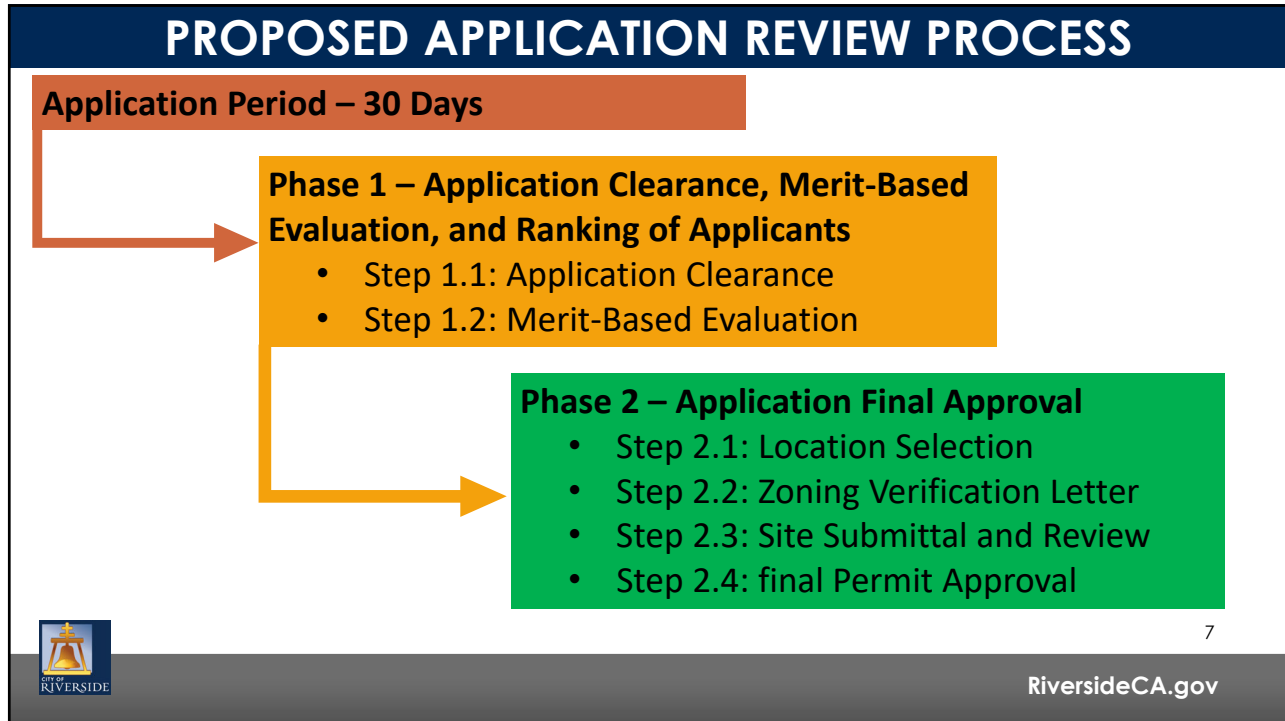 PROPOSED APPLICATION REVIEW PROCESS
Application Period – 30 Days
Phase 1 – Application Clearance, Merit-Based
Evaluation, and Ranking of Applicants
• Step 1.1: Application Clearance
• Step 1.2: Merit-Based Evaluation
Phase 2 – Application Final Approval
• Step 2.1: Location Selection
• Step 2.2: Zoning Verification Letter
• Step 2.3: Site Submittal and Review
• Step 2.4: final Permit Approval
7
CITY OF
RIVERSIDE
RiversideCA.gov